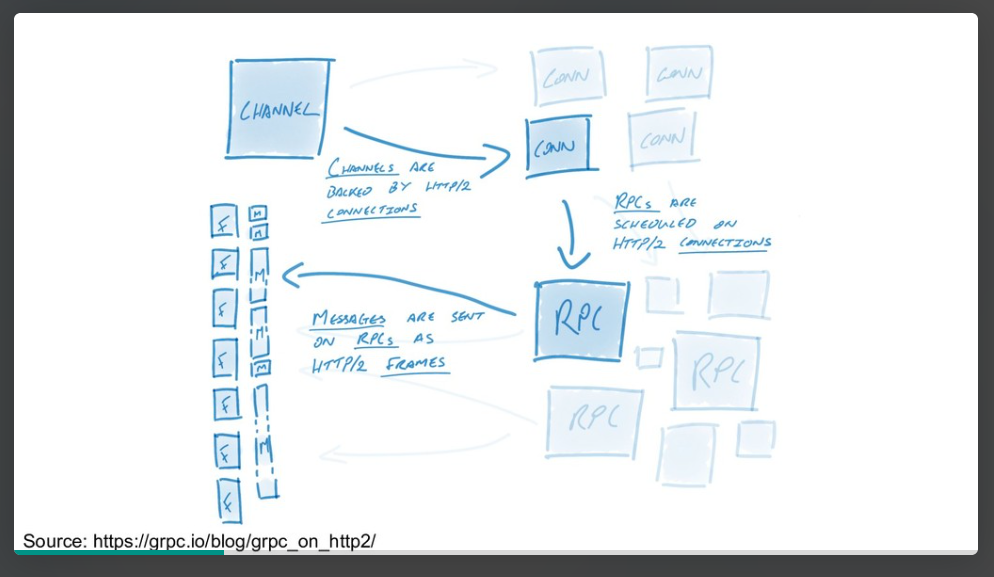 CHANNEL
CONN
CONN
CONN
CONN
CHANNELS ARE
BACKED BY HTTP/2
CONNECTIONS
RPCs ARE
SCHEDULED ON
HTTP/2 CONNECTIONS
RPC
RPC
RPC
MESSAGES ARE SENT
ON RPCs AS
HTTP/2 FRAMES
F
F
F
F
F
F
F
M
M
M
M
M
M
Source: https://grpc.io/blog/grpc_on_http2/